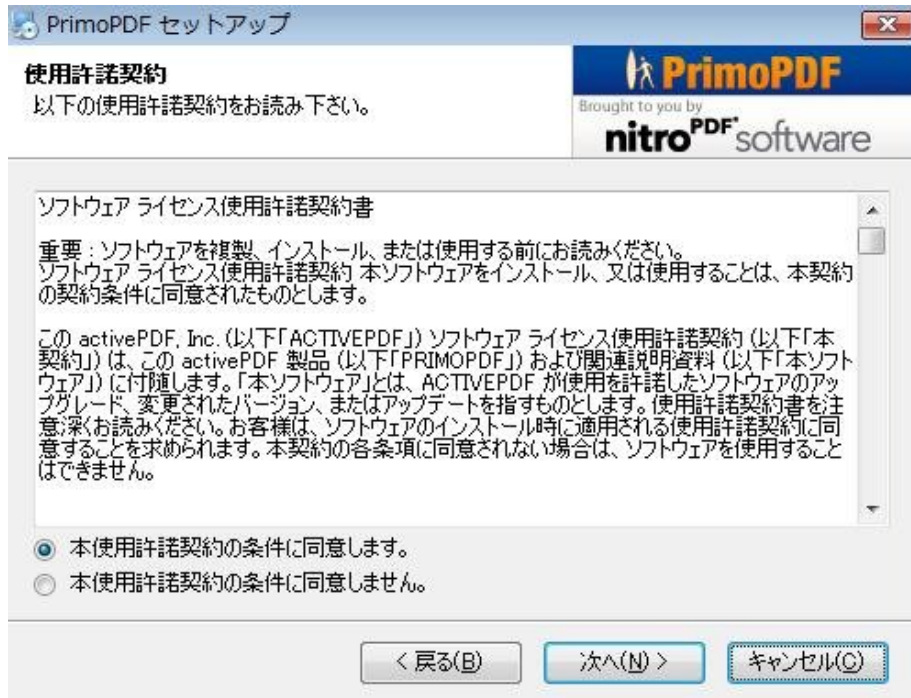 PrimoPDF セットアップ
使用許諾契約
以下の使用許諾契約をお読み下さい。
PrimoPDF
Brought to you by
nitroPDF software
ソフトウェア ライセンス使用許諾契約書
重要 : ソフトウェアを複製、インストール、または使用する前にお読みください。
ソフトウェア ライセンス使用許諾契約 本ソフトウェアをインストール、又は使用することは、本契約
の契約条件に同意されたものとします。
この activePDF, Inc. (以下「ACTIVEPDF」) ソフトウェア ライセンス使用許諾契約 (以下「本
契約」) は、この activePDF 製品 (以下「PRIMOPDF」) および関連説明資料 (以下「本ソフト
ウェア」) に付随します。「本ソフトウェア」とは、ACTIVEPDF が使用を許諾したソフトウェアのアッ
プグレード、変更されたバージョン、またはアップデートを指すものとします。使用許諾契約書を注
意深くお読みください。お客様は、ソフトウェアのインストール時に適用される使用許諾契約に同
意することを求められます。本契約の各条項に同意されない場合は、ソフトウェアを使用すること
はできません。
本使用許諾契約の条件に同意します。
本使用許諾契約の条件に同意しません。
< 戻る(B)
次へ(N) >
キャンセル(C)